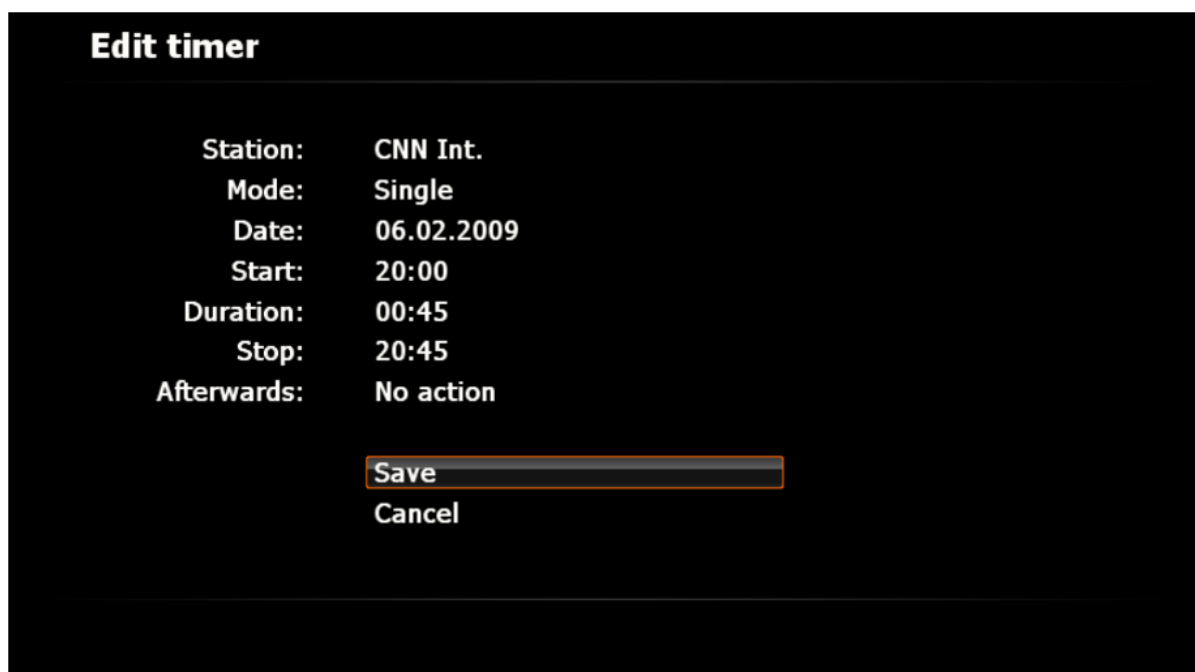 Edit timer
Station: CNN Int.
Mode: Single
Date: 06.02.2009
Start: 20:00
Duration: 00:45
Stop: 20:45
Afterwards: No action
Save
Cancel